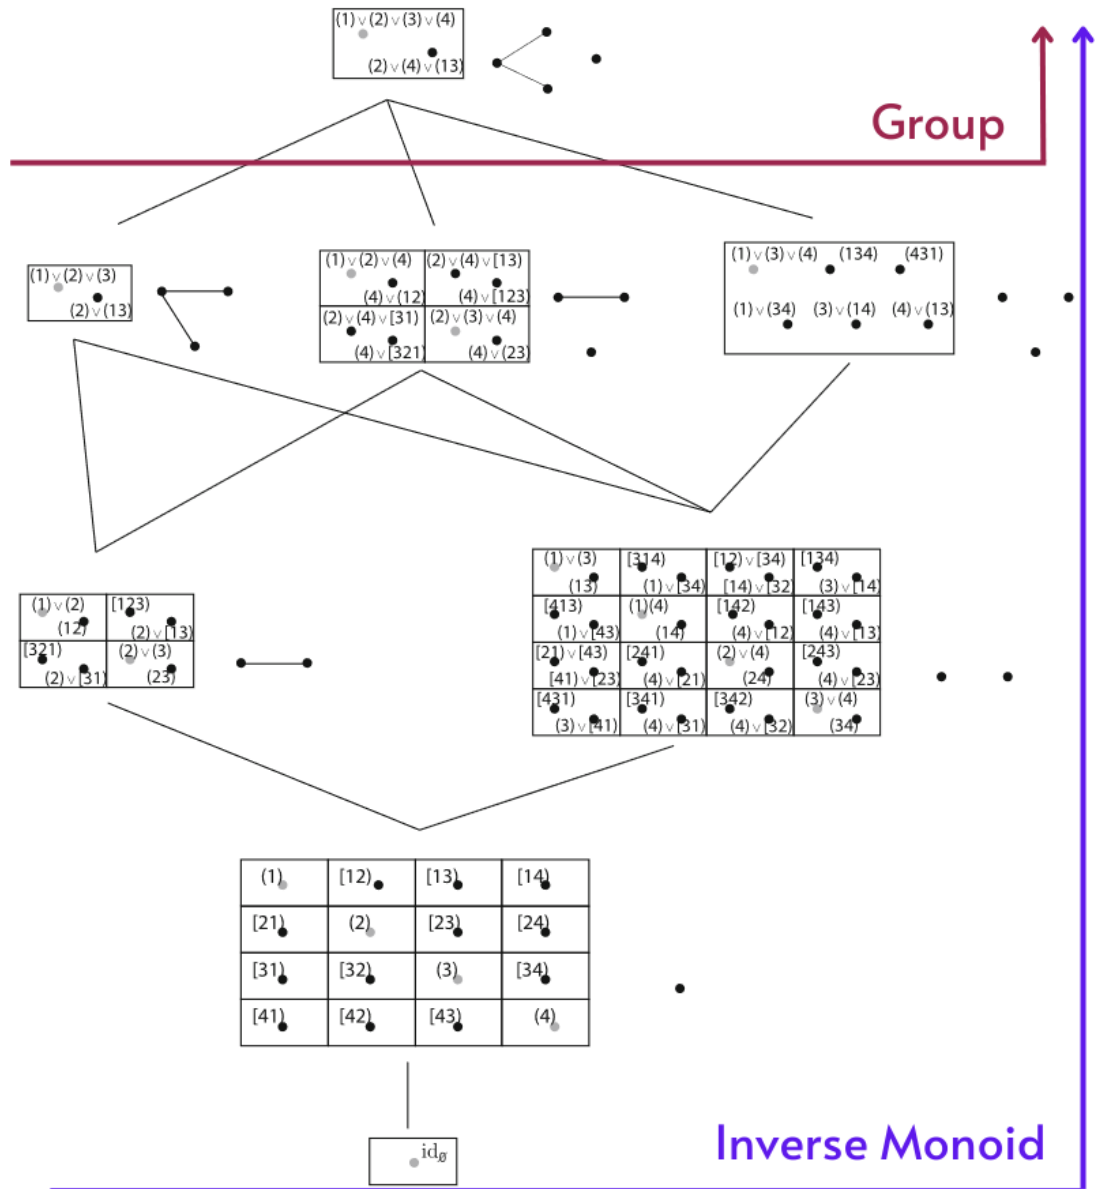 (1) ∨ (2) ∨ (3) ∨ (4)
(2) ∨ (4) ∨ (13)
Group
(1) ∨ (2) ∨ (3)
(2) ∨ (13)
(1) ∨ (2) ∨ (4) (2) ∨ (4) ∨ [13)
(4) ∨ (12) (4) ∨ [123)
(2) ∨ (4) ∨ [31) (2) ∨ (3) ∨ (4)
(4) ∨ [321) (4) ∨ (23)
(1) ∨ (3) ∨ (4) (134) (431)
(1) ∨ (34) (3) ∨ (14) (4) ∨ (13)
(1) ∨ (2) [123)
(12) (2) ∨ [13)
[321) (2) ∨ (3)
(2) ∨ [31) (23)
(1) ∨ (3) [314) [12) ∨ [34) [134)
(13) (1) ∨ [34) [14) ∨ [32) (3) ∨ [14)
[413) (1)(4) [142) [143)
(1) ∨ [43) (14) (4) ∨ [12) (4) ∨ [13)
[21) ∨ [43) [241) (2) ∨ (4) [243)
[41) ∨ [23) (4) ∨ [21) (24) (4) ∨ [23)
[431) [341) [342) (3) ∨ (4)
(3) ∨ [41) (4) ∨ [31) (4) ∨ [32) (34)
(1) [12) [13) [14)
[21) (2) [23) [24)
[31) [32) (3) [34)
[41) [42) [43) (4)
id∅
Inverse Monoid